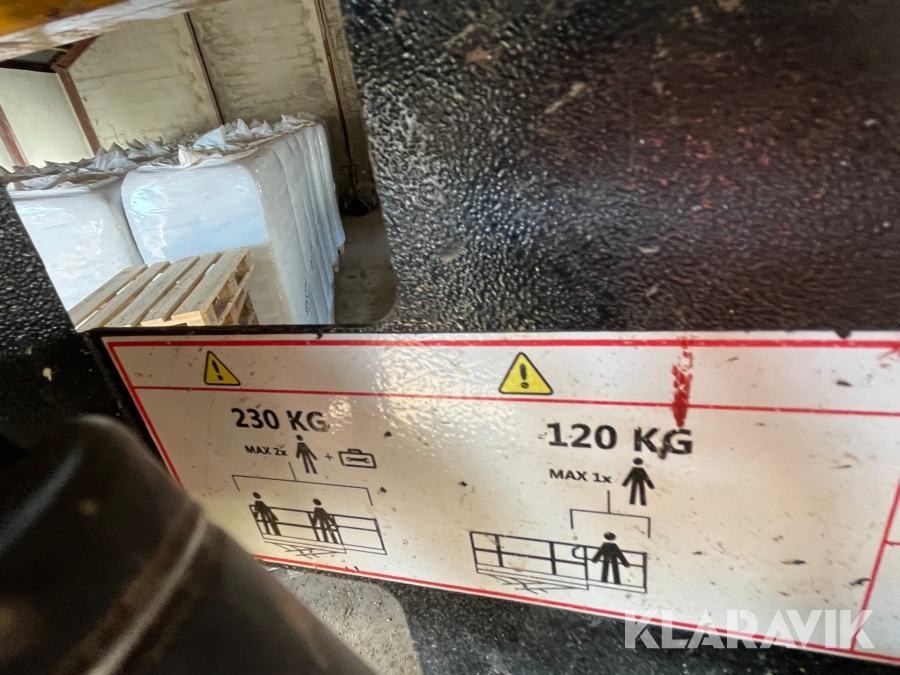 230 KG
MAX 2x
+
120 KG
MAX 1x
KLARAVIK